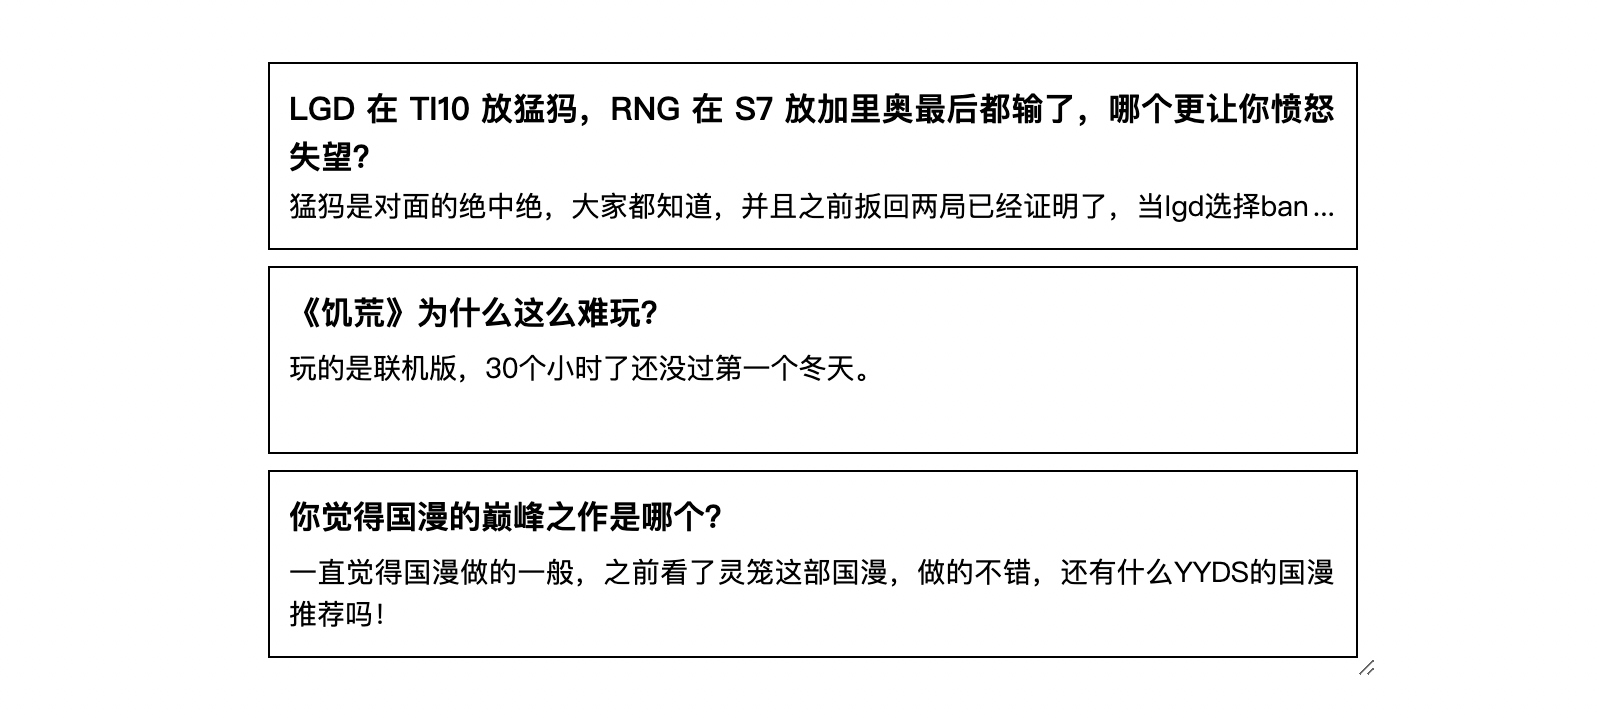 LGD 在 TI10 放猛犸，RNG 在 S7 放加里奥最后都输了，哪个更让你愤怒
失望？
猛犸是对面的绝中绝，大家都知道，并且之前扳回两局已经证明了，当lgd选择ban...
《饥荒》为什么这么难玩？
玩的是联机版，30个小时了还没过第一个冬天。
你觉得国漫的巅峰之作是哪个？
一直觉得国漫做的一般，之前看了灵笼这部国漫，做的不错，还有什么YYDS的国漫
推荐吗！